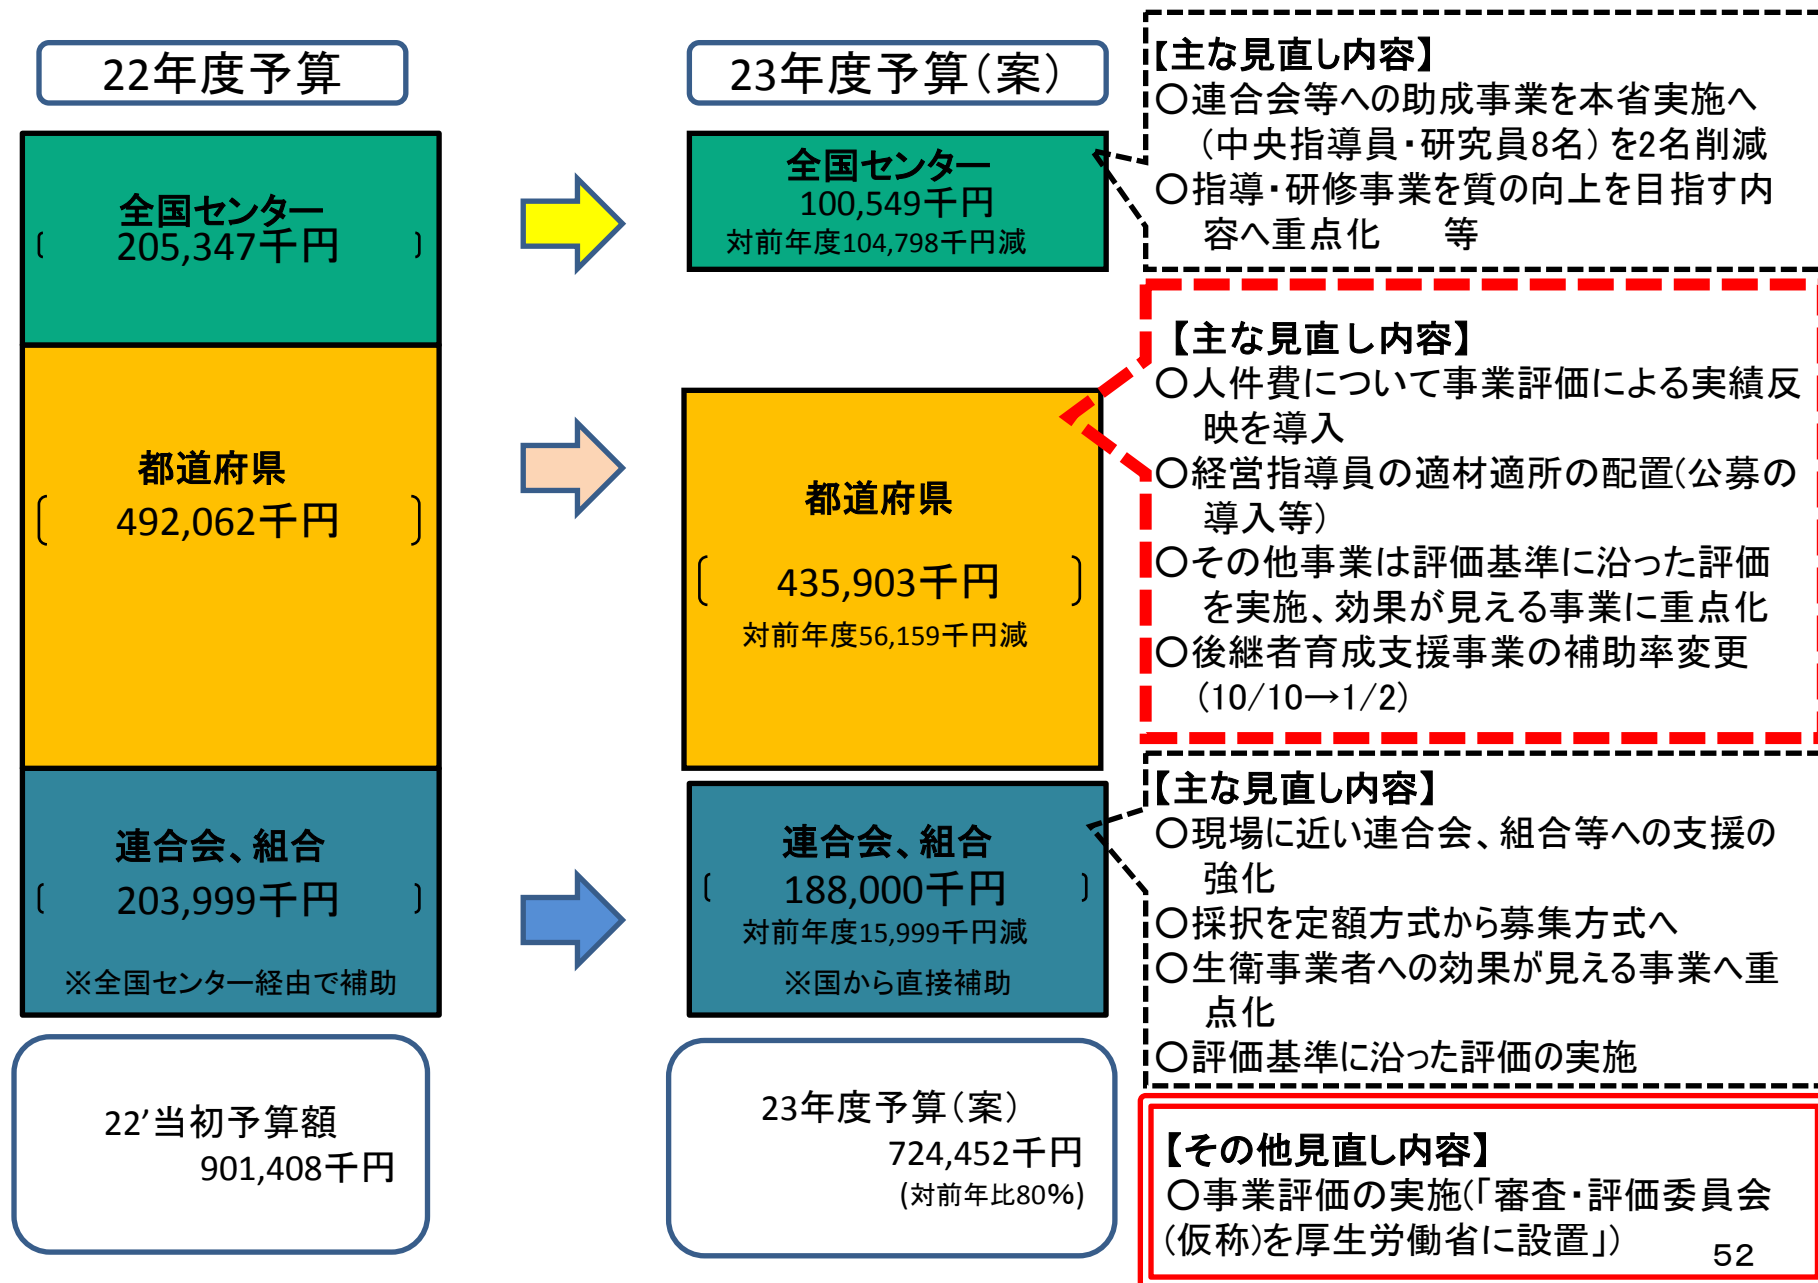 22年度予算
全国センター
205,347千円
都道府県
492,062千円
連合会、組合
203,999千円
※全国センター経由で補助
22’当初予算額
901,408千円
23年度予算(案)
全国センター
100,549千円
対前年度104,798千円減
都道府県
435,903千円
対前年度56,159千円減
連合会、組合
188,000千円
対前年度15,999千円減
※国から直接補助
23年度予算(案)
724,452千円
(対前年比80%)
【主な見直し内容】
○連合会等への助成事業を本省実施へ
(中央指導員・研究員8名)を2名削減
○指導・研修事業を質の向上を目指す内
容へ重点化　等
【主な見直し内容】
○人件費について事業評価による実績反
映を導入
○経営指導員の適材適所の配置(公募の
導入等)
○その他事業は評価基準に沿った評価
を実施、効果が見える事業に重点化
○後継者育成支援事業の補助率変更
(10/10→1/2)
【主な見直し内容】
○現場に近い連合会、組合等への支援の
強化
○採択を定額方式から募集方式へ
○生衛事業者への効果が見える事業へ重
点化
○評価基準に沿った評価の実施
【その他見直し内容】
○事業評価の実施(「審査・評価委員会
(仮称)を厚生労働省に設置」)
52